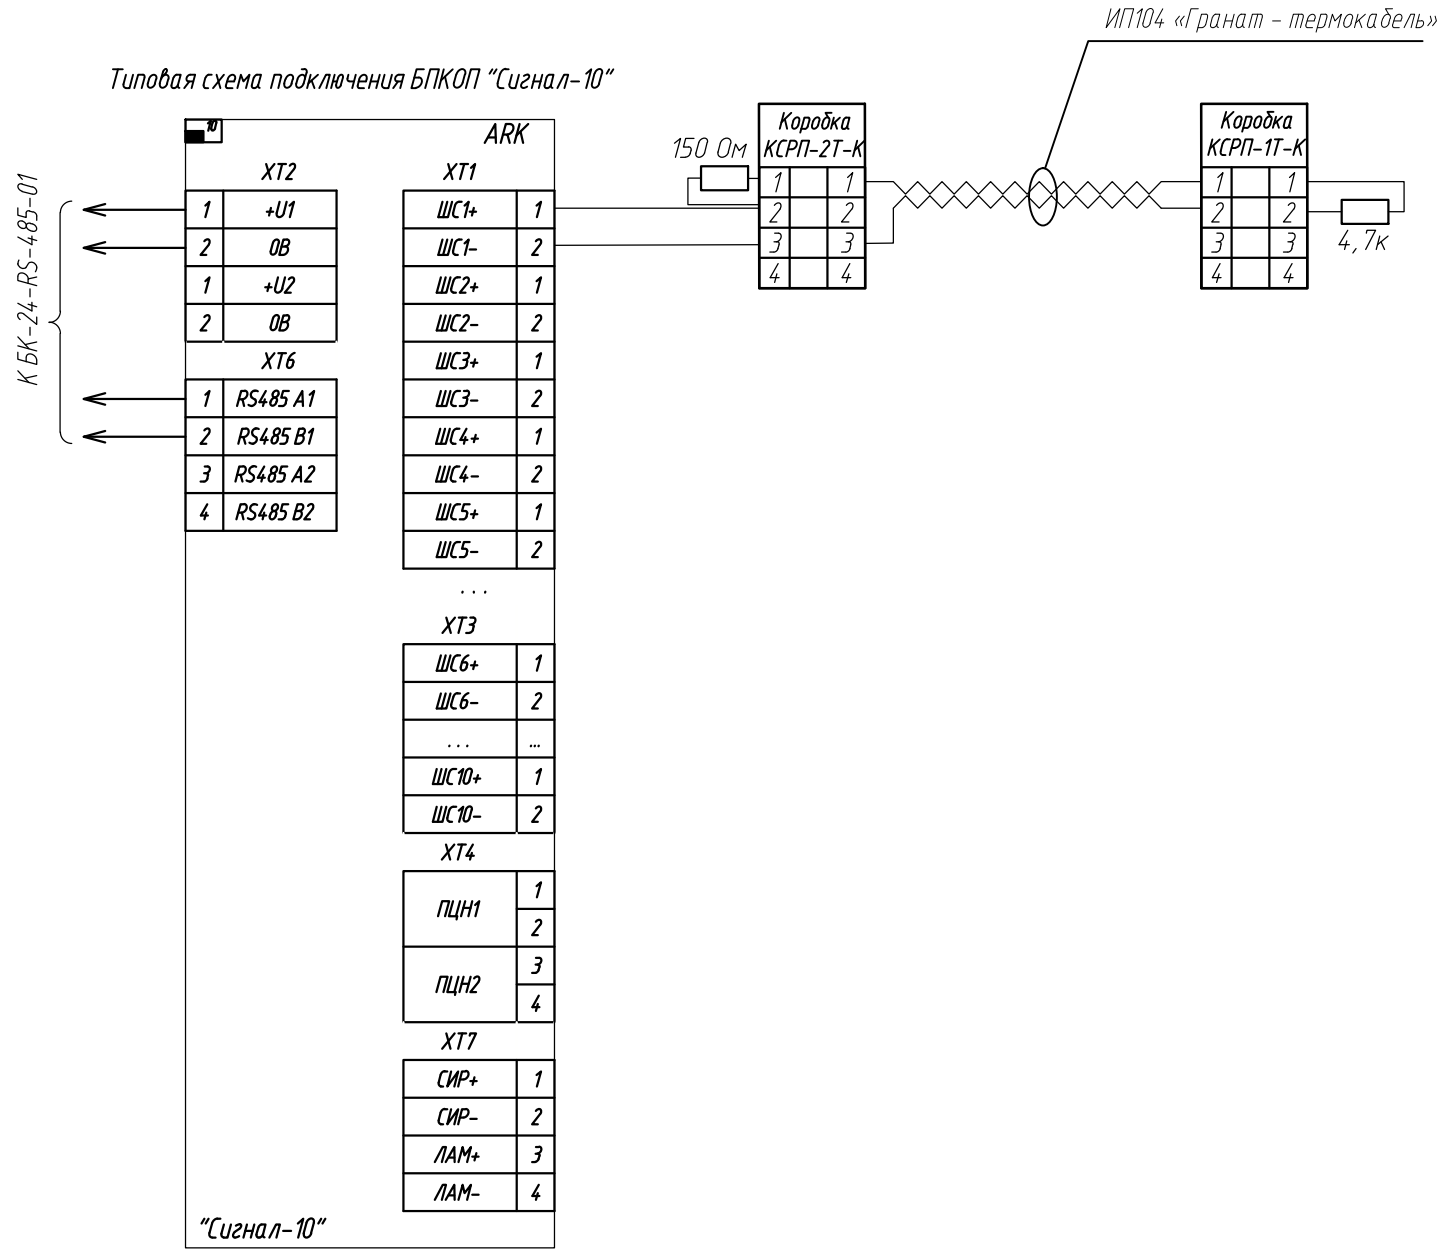 ИП104 «Гранат - термокабель»
Типовая схема подключения БПКОП "Сигнал-10"
10
ARK
К БК-24-RS-485-01
XT2
1 +U1
2 0В
1 +U2
2 0В
XT6
1 RS485 A1
2 RS485 B1
3 RS485 A2
4 RS485 B2
XT1
ШС1+ 1
ШС1- 2
ШС2+ 1
ШС2- 2
ШС3+ 1
ШС3- 2
ШС4+ 1
ШС4- 2
ШС5+ 1
ШС5- 2
...
XT3
ШС6+ 1
ШС6- 2
... ...
ШС10+ 1
ШС10- 2
XT4
ПЦН1 1
2
ПЦН2 3
4
XT7
СИР+ 1
СИР- 2
ЛАМ+ 3
ЛАМ- 4
"Сигнал-10"
150 Ом
Коробка
КСРП-2Т-К
1 1
2 2
3 3
4 4
Коробка
КСРП-1Т-К
1 1
2 2
3 3
4 4
4,7к